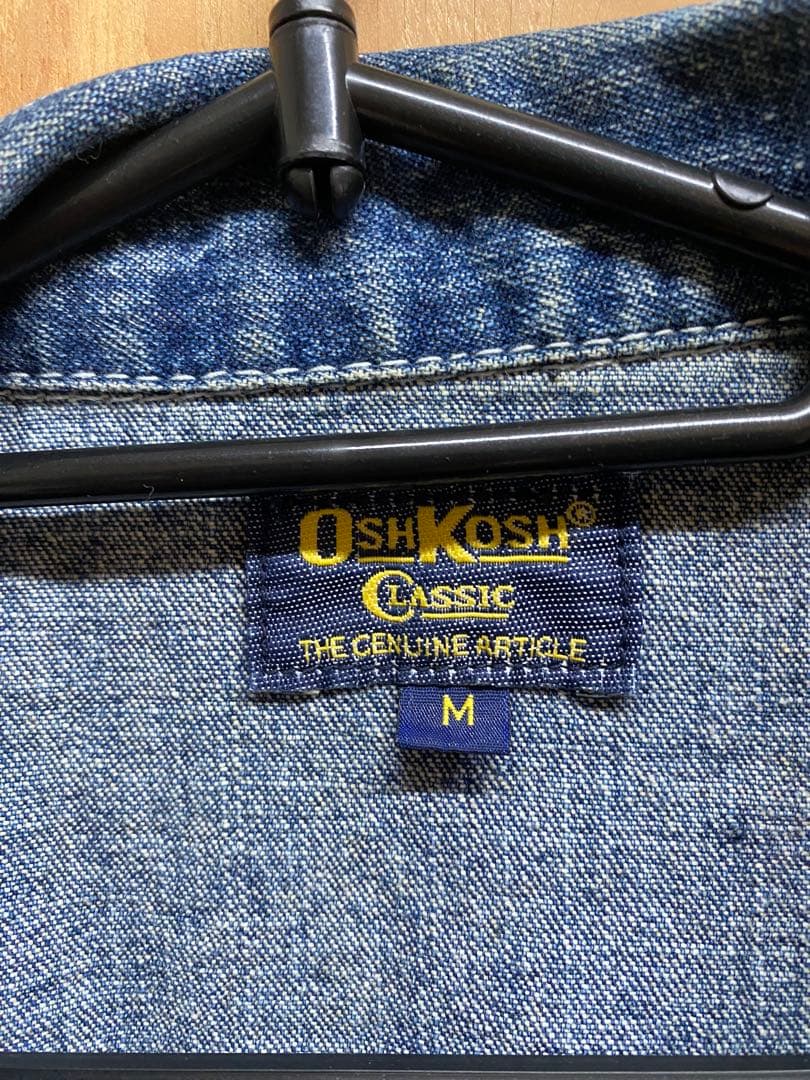 OSHKOSH®
CLASSIC
THE GENUINE ARTICLE
M